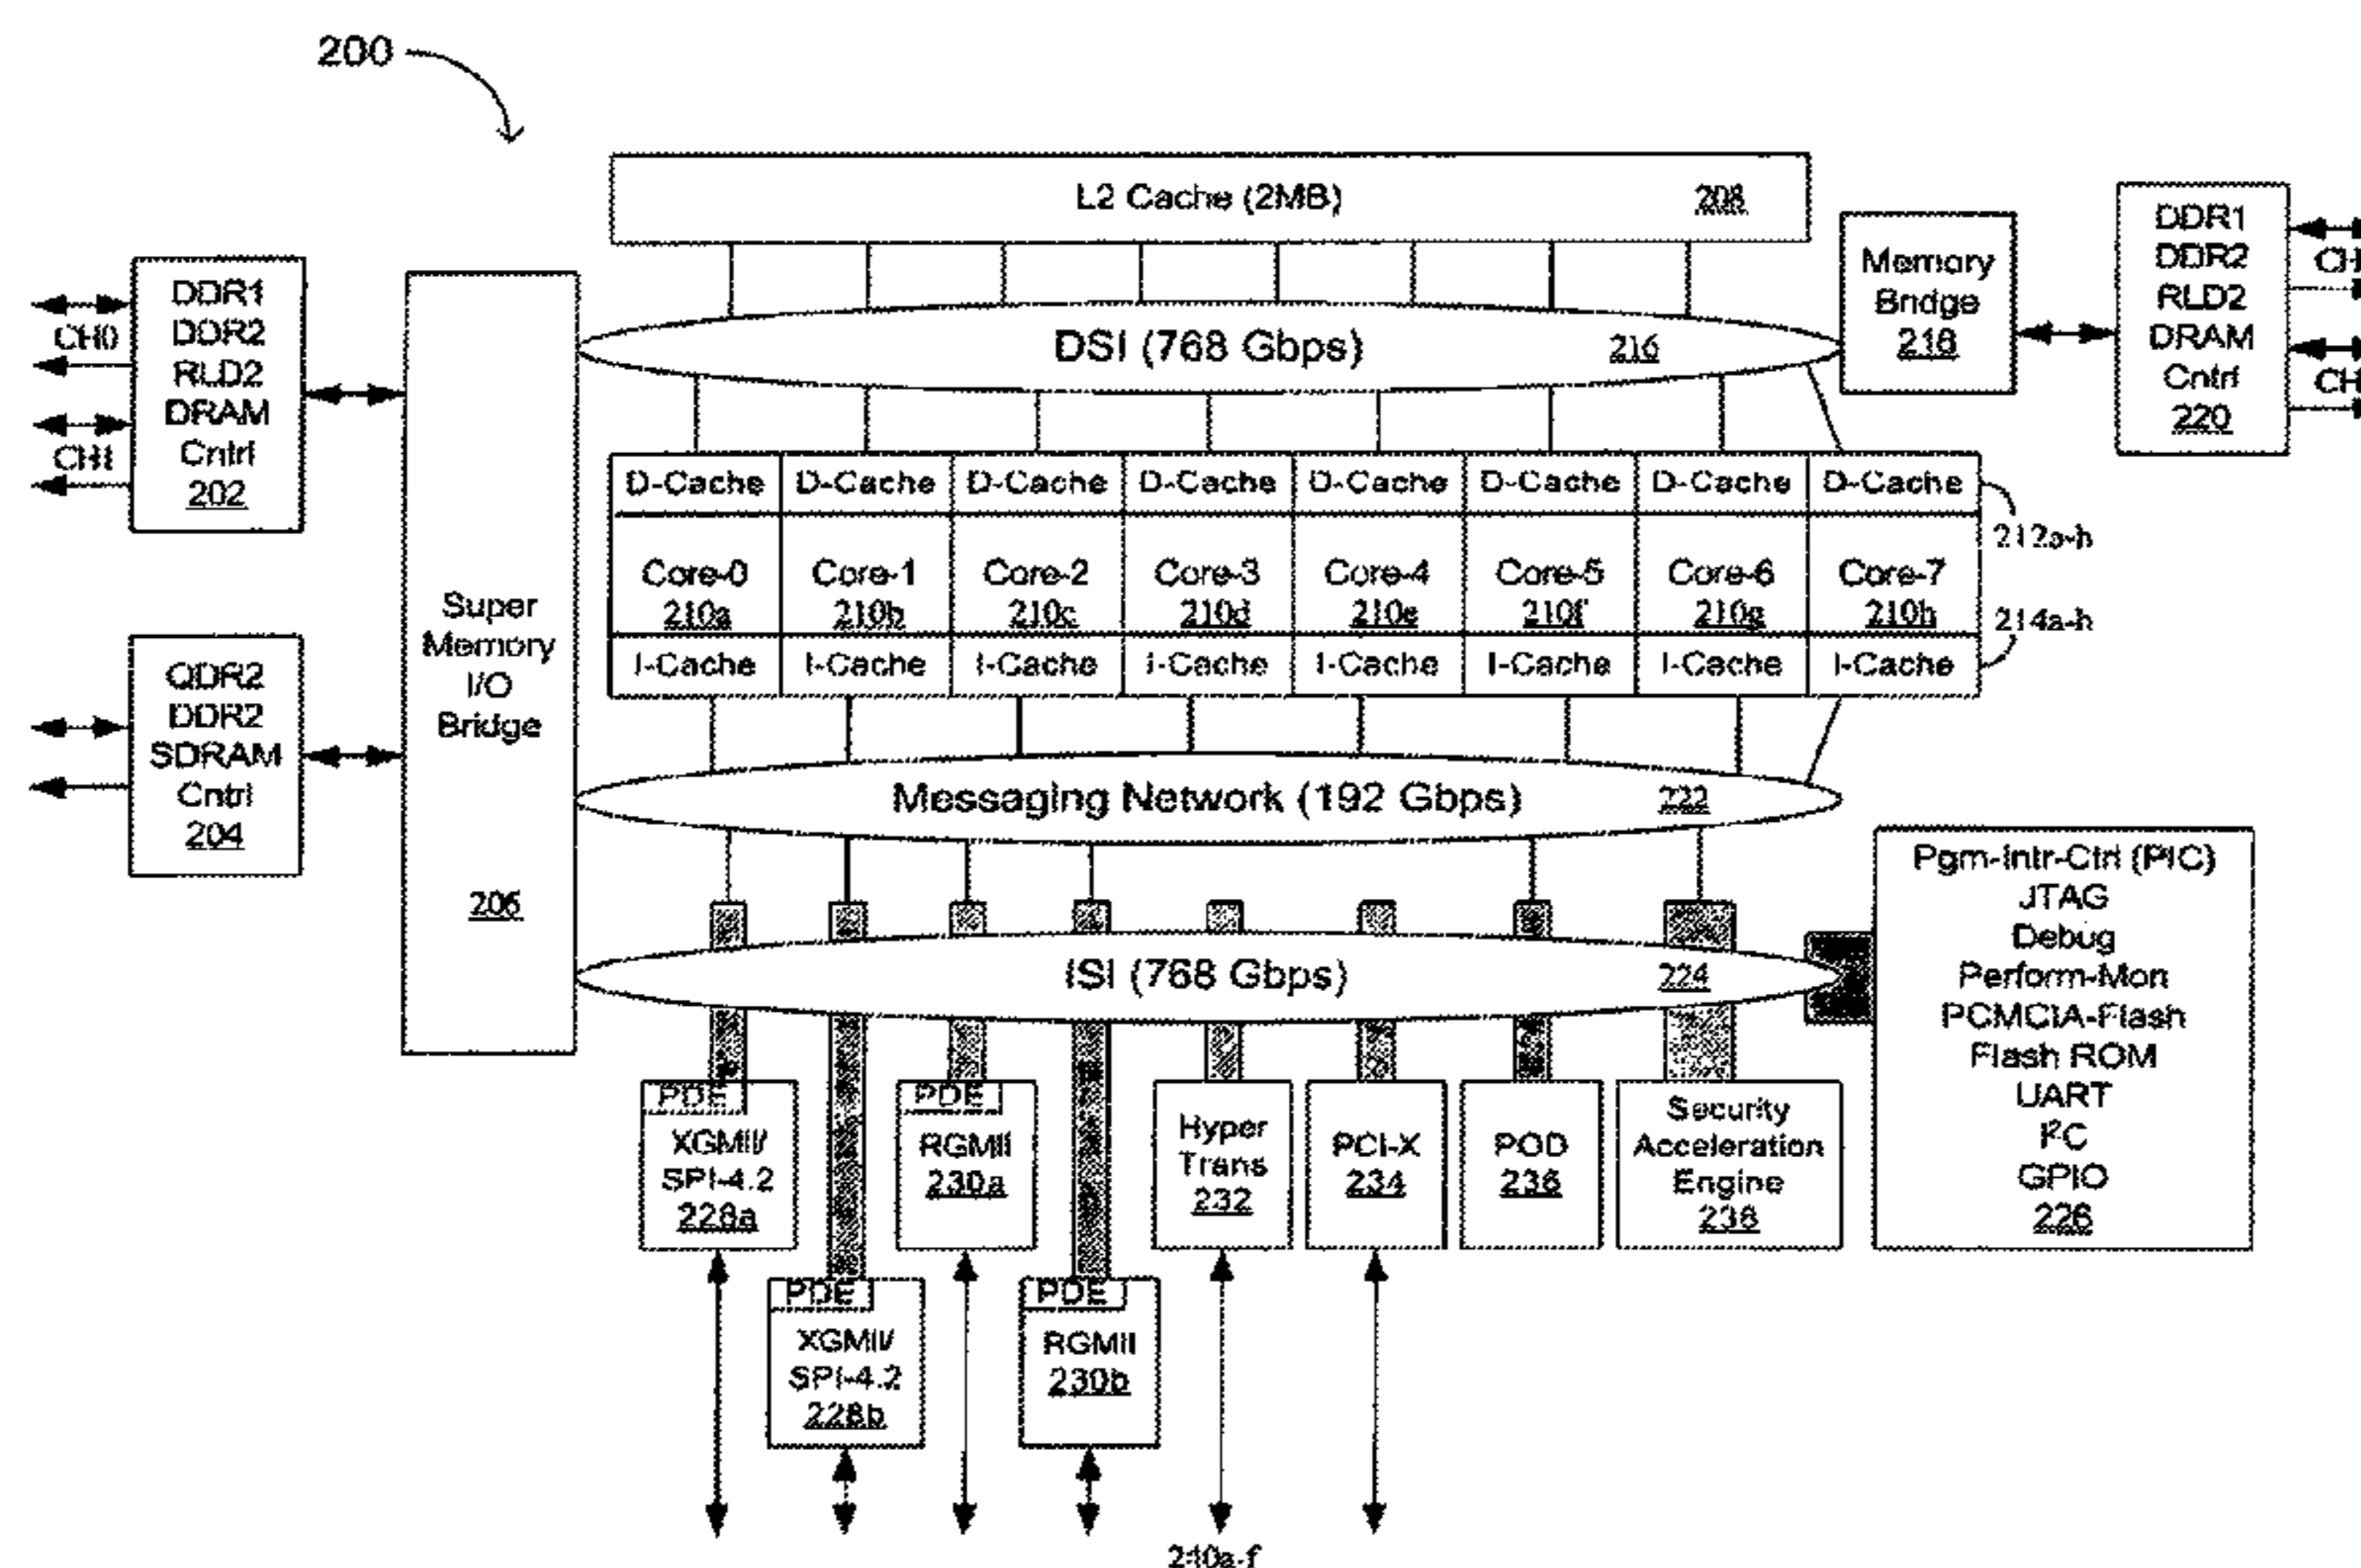 200
L2 Cache (2MB) 208
DDR1
DDR2
RLD2
DRAM
Cntrl
202
CH0
CH1
Super
Memory
I/O
Bridge
206
QDR2
DDR2
SDRAM
Cntrl
204
DSI (768 Gbps) 216
Memory
Bridge
218
DDR1
DDR2
RLD2
DRAM
Cntrl
220
D-Cache D-Cache D-Cache D-Cache D-Cache D-Cache D-Cache D-Cache
212a-h
Core-0 Core-1 Core-2 Core-3 Core-4 Core-5 Core-6 Core-7
210a 210b 210c 210d 210e 210f 210g 210h
214a-h
I-Cache I-Cache I-Cache I-Cache I-Cache I-Cache I-Cache I-Cache
Messaging Network (192 Gbps) 222
ISI (768 Gbps) 224
Pgm-Intr-Ctrl (PIC)
JTAG
Debug
Perform-Mon
PCMCIA-Flash
Flash ROM
UART
I²C
GPIO
226
PDE
XGMII/
SPI-4.2
228a
PDE
RGMII
230a
Hyper
Trans
232
PCI-X
234
POD
236
Security
Acceleration
Engine
238
PDE
XGMII/
SPI-4.2
228b
PDE
RGMII
230b
240a-f